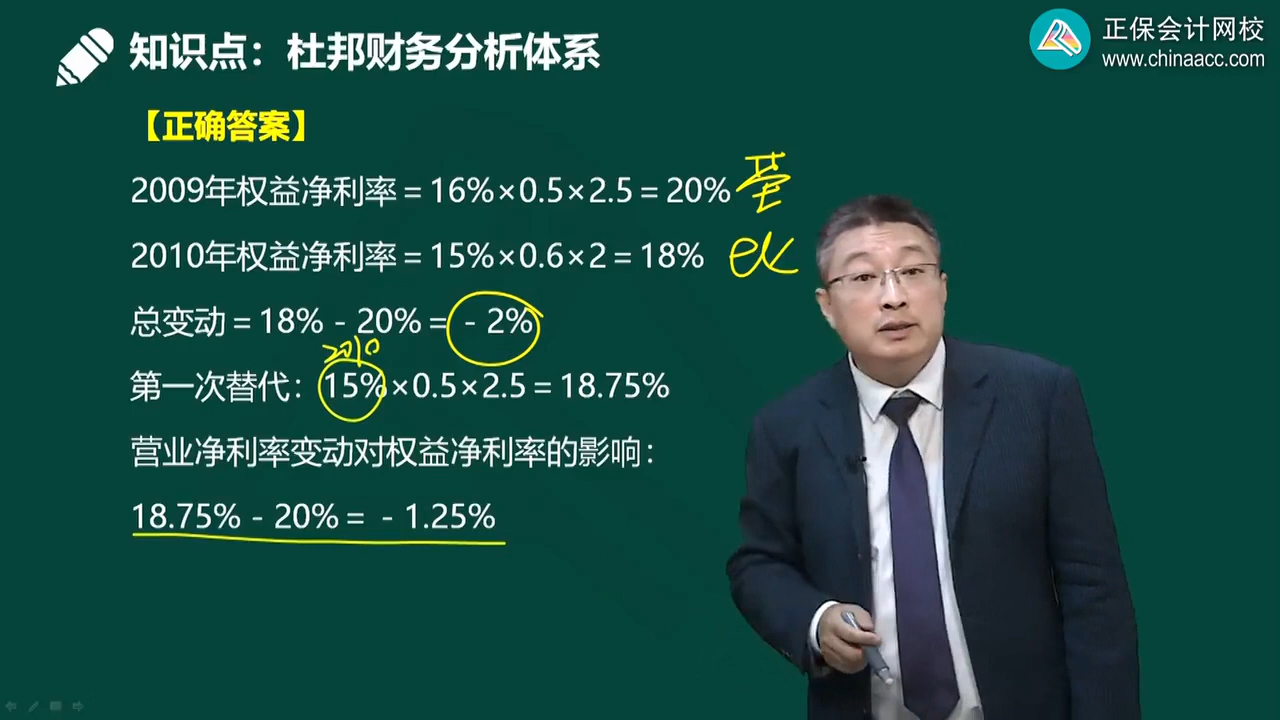 知识点：杜邦财务分析体系
正保会计网校
www.chinaacc.com
【正确答案】
2009年权益净利率＝16%×0.5×2.5＝20%
2010年权益净利率＝15%×0.6×2＝18%
总变动＝18%－20%＝－2%
2010
第一次替代：15%×0.5×2.5＝18.75%
营业净利率变动对权益净利率的影响：
18.75%－20%＝－1.25%